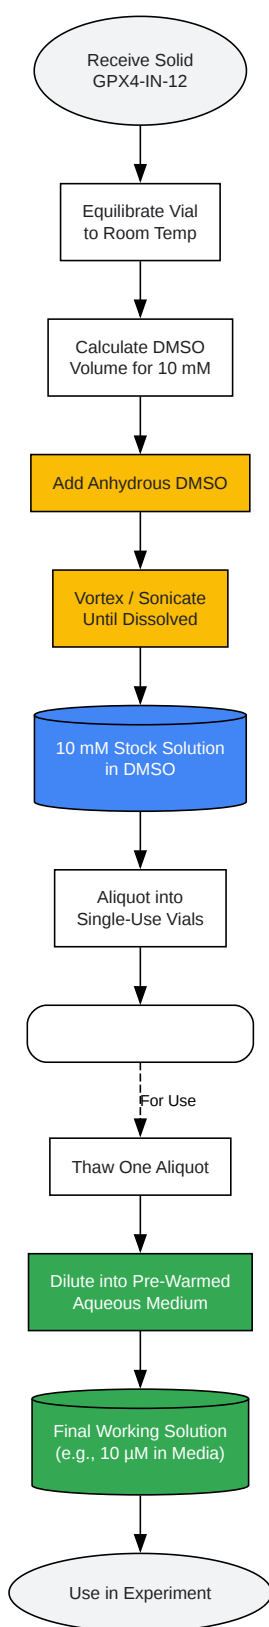 Receive Solid
GPX4-IN-12
Equilibrate Vial
to Room Temp
Calculate DMSO
Volume for 10 mM
Add Anhydrous DMSO
Vortex / Sonicate
Until Dissolved
10 mM Stock Solution
in DMSO
Aliquot into
Single-Use Vials
For Use
Thaw One Aliquot
Dilute into Pre-Warmed
Aqueous Medium
Final Working Solution
(e.g., 10 µM in Media)
Use in Experiment